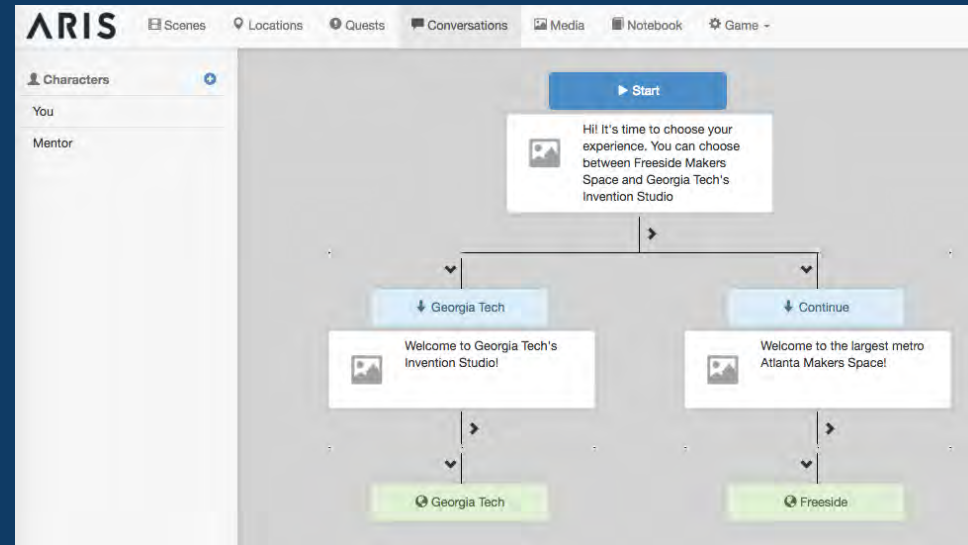 ARIS
Scenes
Locations
Quests
Conversations
Media
Notebook
Game
Characters
You
Mentor
Start
Hi! It's time to choose your
experience. You can choose
between Freeside Makers
Space and Georgia Tech's
Invention Studio
Georgia Tech
Continue
Welcome to Georgia Tech's
Invention Studio!
Welcome to the largest metro
Atlanta Makers Space!
Georgia Tech
Freeside